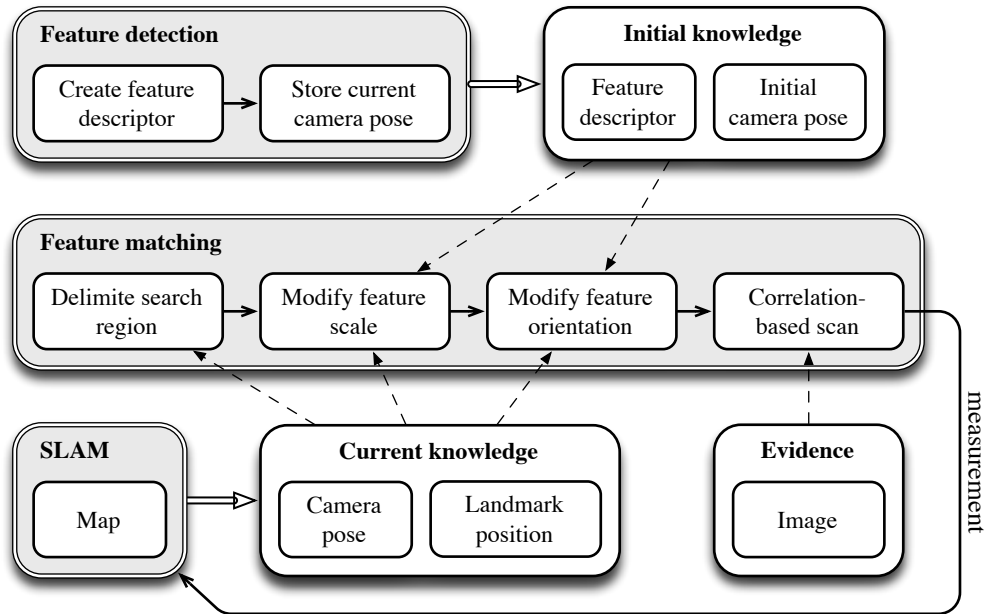 Feature detection
Create feature
descriptor
Store current
camera pose
Initial knowledge
Feature
descriptor
Initial
camera pose
Feature matching
Delimite search
region
Modify feature
scale
Modify feature
orientation
Correlation-
based scan
measurement
SLAM
Map
Current knowledge
Camera
pose
Landmark
position
Evidence
Image